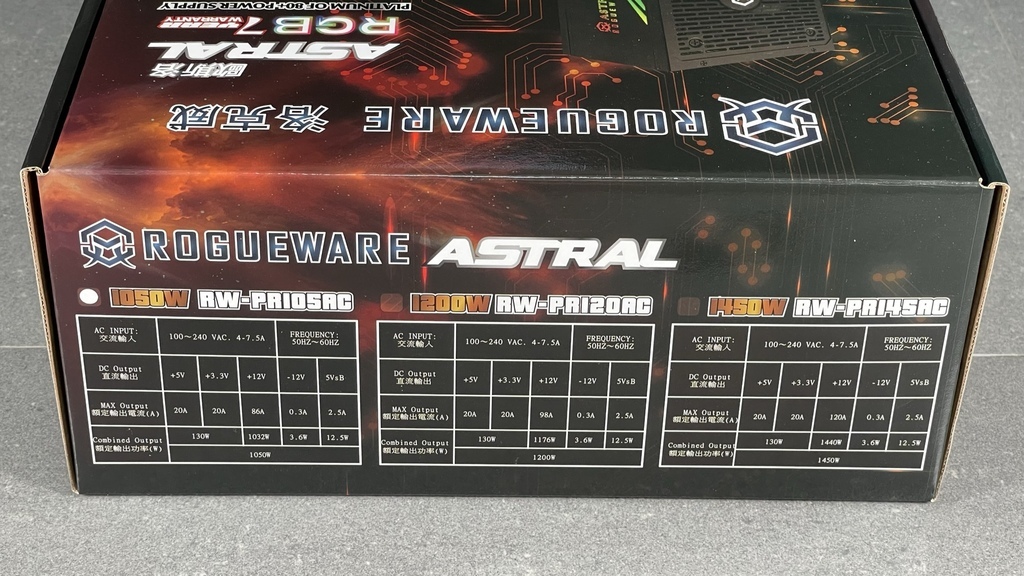 PLATINUM OF 80+ POWER SUPPLY
RGB 7 WARRANTY
ASTRAL
歐斯洛
ROGUEWARE 洛克威
ROGUEWARE ASTRAL
1050W RW-PR105AC
AC INPUT: 100~240 VAC. 4-7.5A FREQUENCY:
交流輸入 50HZ~60HZ
DC Output +5V +3.3V +12V -12V 5VsB
直流輸出
MAX Output 20A 20A 86A 0.3A 2.5A
額定輸出電流(A)
Combined Output 130W 1032W 3.6W 12.5W
額定輸出功率(W) 1050W
1200W RW-PR120AC
AC INPUT: 100~240 VAC. 4-7.5A FREQUENCY:
交流輸入 50HZ~60HZ
DC Output +5V +3.3V +12V -12V 5VsB
直流輸出
MAX Output 20A 20A 98A 0.3A 2.5A
額定輸出電流(A)
Combined Output 130W 1176W 3.6W 12.5W
額定輸出功率(W) 1200W
1450W RW-PR145AC
AC INPUT: 100~240 VAC. 4-7.5A FREQUENCY:
交流輸入 50HZ~60HZ
DC Output +5V +3.3V +12V -12V 5VsB
直流輸出
MAX Output 20A 20A 120A 0.3A 2.5A
額定輸出電流(A)
Combined Output 130W 1440W 3.6W 12.5W
額定輸出功率(W) 1450W